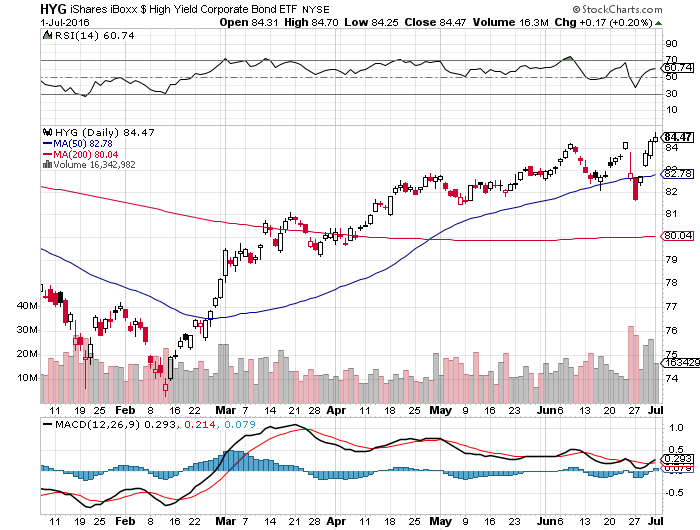 HYG iShares iBoxx $ High Yield Corporate Bond ETF NYSE © StockCharts.com
1-Jul-2016 Open 84.31 High 84.70 Low 84.25 Close 84.47 Volume 16.3M Chg +0.17 (+0.20%)
RSI(14) 60.74
90
70
60.74
50
30
10
HYG (Daily) 84.47
MA(50) 82.78
MA(200) 80.04
Volume 16,342,982
84.47
84
83
82.78
82
81
80.04
79
78
77
76
75
74
40M
30M
20M
10M
163429
11 19 25 Feb 8 16 22 Mar 7 14 21 28 Apr 11 18 25 May 9 16 23 Jun 6 13 20 27 Jul
MACD(12,26,9) 0.293, 0.214, 0.079
1.0
0.5
0.293
0.079
-0.5
11 19 25 Feb 8 16 22 Mar 7 14 21 28 Apr 11 18 25 May 9 16 23 Jun 6 13 20 27 Jul